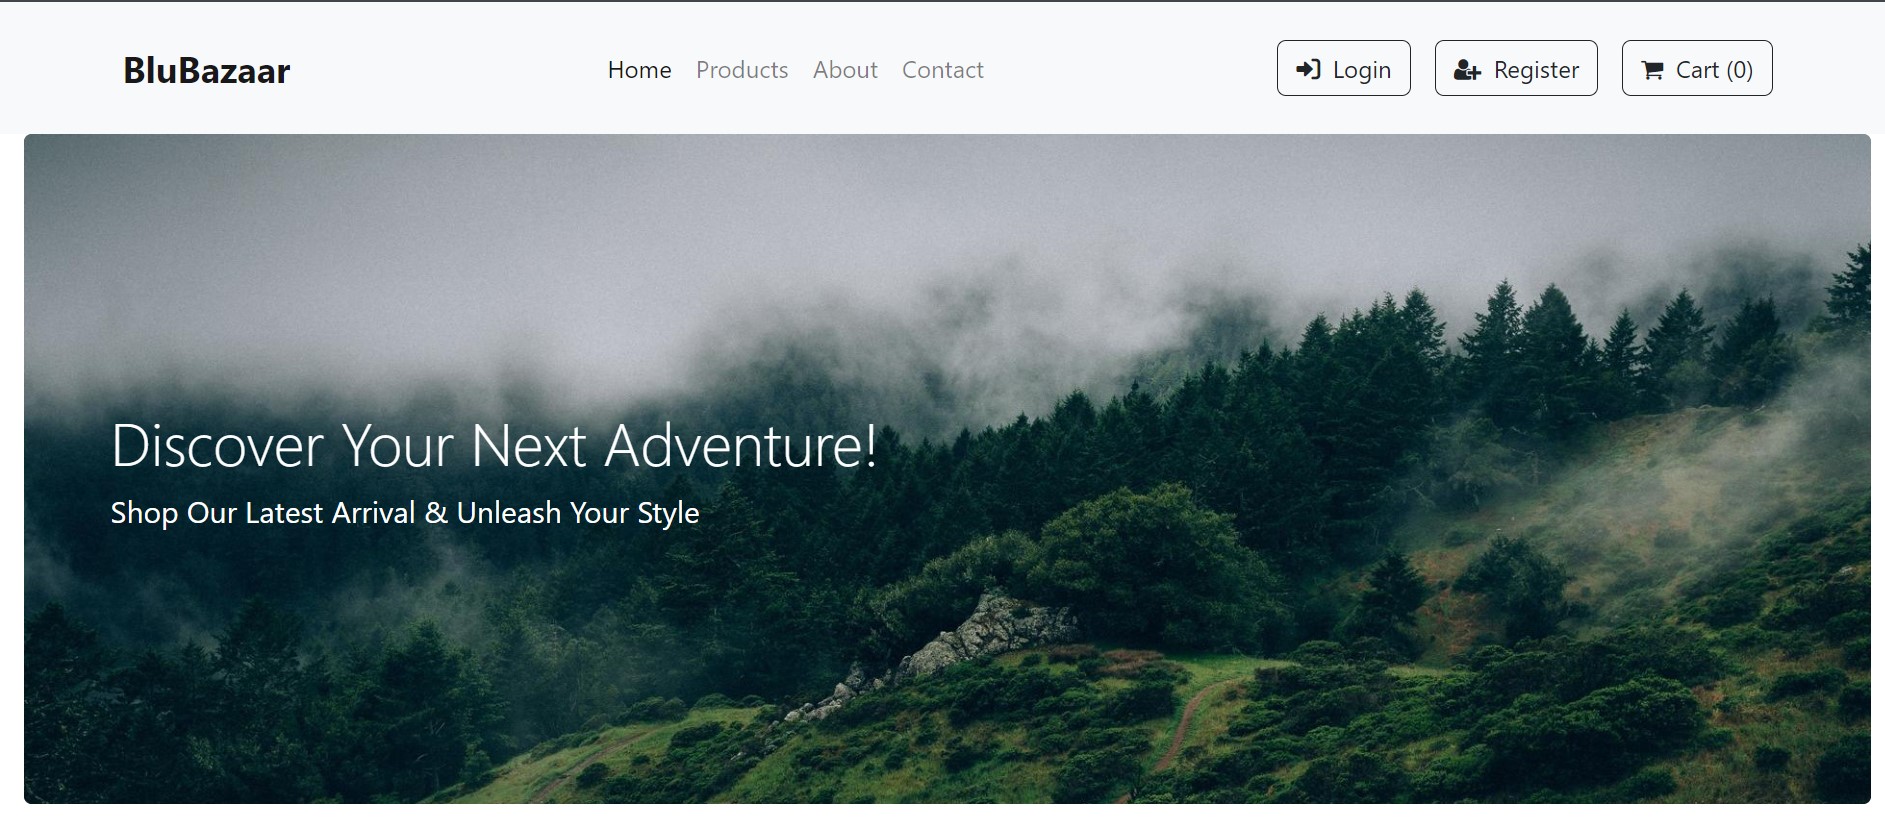 BluBazaar
Home Products About Contact
Login Register Cart (0)
Discover Your Next Adventure!
Shop Our Latest Arrival & Unleash Your Style